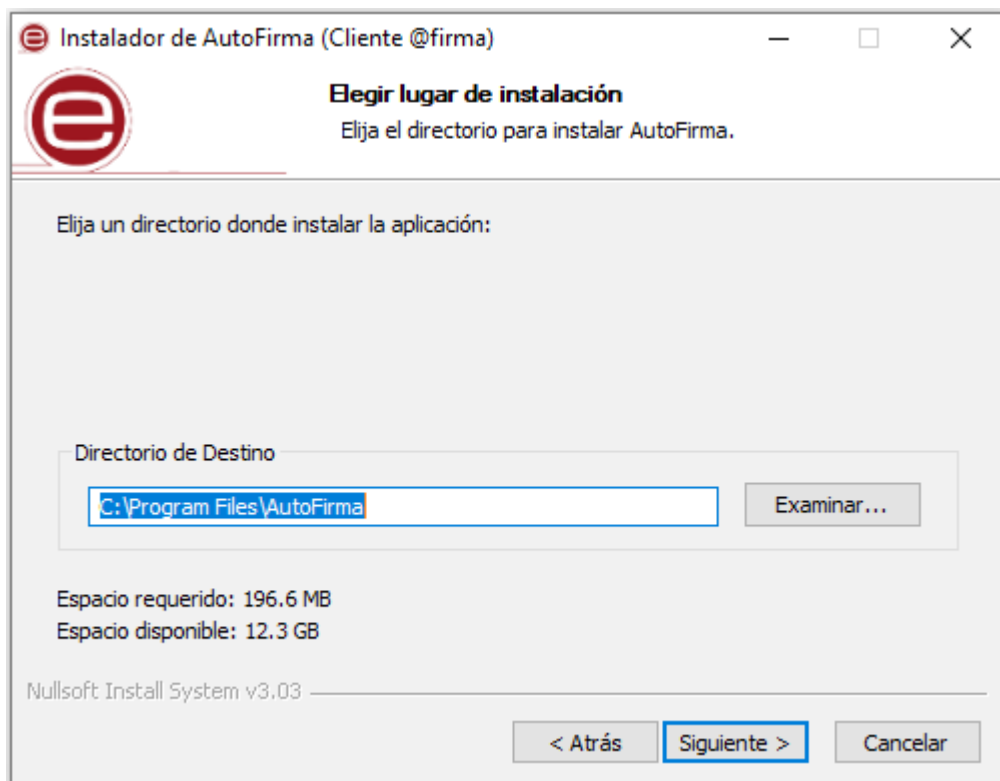 Instalador de AutoFirma (Cliente @firma)
Elegir lugar de instalación
Elija el directorio para instalar AutoFirma.
Elija un directorio donde instalar la aplicación:
Directorio de Destino
C:\Program Files\AutoFirma
Examinar...
Espacio requerido: 196.6 MB
Espacio disponible: 12.3 GB
Nullsoft Install System v3.03
< Atrás
Siguiente >
Cancelar